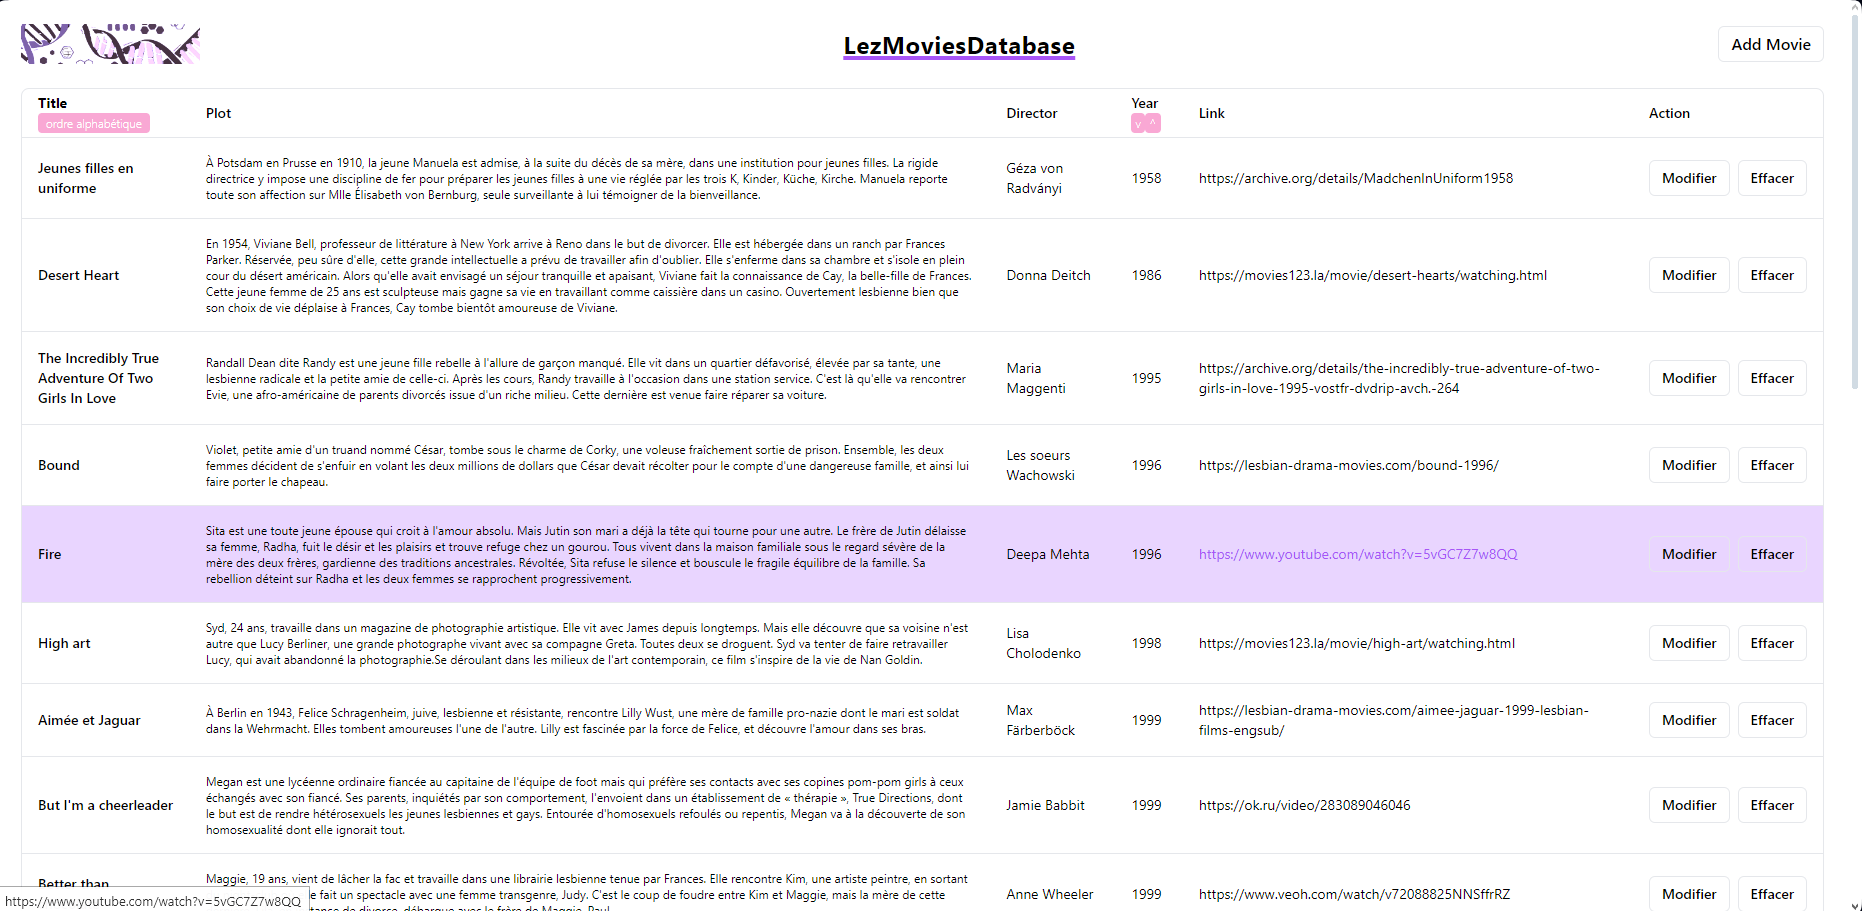 LezMoviesDatabase
Add Movie
Title
ordre alphabétique
Plot
Director
Year
v ^
Link
Action
Jeunes filles en
uniforme
À Potsdam en Prusse en 1910, la jeune Manuela est admise, à la suite du décès de sa mère, dans une institution pour jeunes filles. La rigide
directrice y impose une discipline de fer pour préparer les jeunes filles à une vie réglée par les trois K, Kinder, Küche, Kirche. Manuela reporte
toute son affection sur Mlle Élisabeth von Bernburg, seule surveillante à lui témoigner de la bienveillance.
Géza von
Radványi
1958
https://archive.org/details/MadchenInUniform1958
Modifier
Effacer
Desert Heart
En 1954, Viviane Bell, professeur de littérature à New York arrive à Reno dans le but de divorcer. Elle est hébergée dans un ranch par Frances
Parker. Réservée, peu sûre d'elle, cette grande intellectuelle a prévu de travailler afin d'oublier. Elle s'enferme dans sa chambre et s'isole en plein
cour du désert américain. Alors qu'elle avait envisagé un séjour tranquille et apaisant, Viviane fait la connaissance de Cay, la belle-fille de Frances.
Cette jeune femme de 25 ans est sculpteuse mais gagne sa vie en travaillant comme caissière dans un casino. Ouvertement lesbienne bien que
son choix de vie déplaise à Frances, Cay tombe bientôt amoureuse de Viviane.
Donna Deitch
1986
https://movies123.la/movie/desert-hearts/watching.html
Modifier
Effacer
The Incredibly True
Adventure Of Two
Girls In Love
Randall Dean dite Randy est une jeune fille rebelle à l'allure de garçon manqué. Elle vit dans un quartier défavorisé, élevée par sa tante, une
lesbienne radicale et la petite amie de celle-ci. Après les cours, Randy travaille à l'occasion dans une station service. C'est là qu'elle va rencontrer
Evie, une afro-américaine de parents divorcés issue d'un riche milieu. Cette dernière est venue faire réparer sa voiture.
Maria
Maggenti
1995
https://archive.org/details/the-incredibly-true-adventure-of-two-
girls-in-love-1995-vostfr-dvdrip-avch.-264
Modifier
Effacer
Bound
Violet, petite amie d'un truand nommé César, tombe sous le charme de Corky, une voleuse fraîchement sortie de prison. Ensemble, les deux
femmes décident de s'enfuir en volant les deux millions de dollars que César devait récolter pour le compte d'une dangereuse famille, et ainsi lui
faire porter le chapeau.
Les soeurs
Wachowski
1996
https://lesbian-drama-movies.com/bound-1996/
Modifier
Effacer
Fire
Sita est une toute jeune épouse qui croit à l'amour absolu. Mais Jutin son mari a déjà la tête qui tourne pour une autre. Le frère de Jutin délaisse
sa femme, Radha, fuit le désir et les plaisirs et trouve refuge chez un gourou. Tous vivent dans la maison familiale sous le regard sévère de la
mère des deux frères, gardienne des traditions ancestrales. Révoltée, Sita refuse le silence et bouscule le fragile équilibre de la famille. Sa
rebellion déteint sur Radha et les deux femmes se rapprochent progressivement.
Deepa Mehta
1996
https://www.youtube.com/watch?v=5vGC7Z7w8QQ
Modifier
Effacer
High art
Syd, 24 ans, travaille dans un magazine de photographie artistique. Elle vit avec James depuis longtemps. Mais elle découvre que sa voisine n'est
autre que Lucy Berliner, une grande photographe vivant avec sa compagne Greta. Toutes deux se droguent. Syd va tenter de faire retravailler
Lucy, qui avait abandonné la photographie.Se déroulant dans les milieux de l'art contemporain, ce film s'inspire de la vie de Nan Goldin.
Lisa
Cholodenko
1998
https://movies123.la/movie/high-art/watching.html
Modifier
Effacer
Aimée et Jaguar
À Berlin en 1943, Felice Schragenheim, juive, lesbienne et résistante, rencontre Lilly Wust, une mère de famille pro-nazie dont le mari est soldat
dans la Wehrmacht. Elles tombent amoureuses l'une de l'autre. Lilly est fascinée par la force de Felice, et découvre l'amour dans ses bras.
Max
Färberböck
1999
https://lesbian-drama-movies.com/aimee-jaguar-1999-lesbian-
films-engsub/
Modifier
Effacer
But I'm a cheerleader
Megan est une lycéenne ordinaire fiancée au capitaine de l'équipe de foot mais qui préfère ses contacts avec ses copines pom-pom girls à ceux
échangés avec son fiancé. Ses parents, inquiétés par son comportement, l'envoient dans un établissement de « thérapie », True Directions, dont
le but est de rendre hétérosexuels les jeunes lesbiennes et gays. Entourée d'homosexuels refoulés ou repentis, Megan va à la découverte de son
homosexualité dont elle ignorait tout.
Jamie Babbit
1999
https://ok.ru/video/283089046046
Modifier
Effacer
Better than
Maggie, 19 ans, vient de lâcher la fac et travaille dans une librairie lesbienne tenue par Frances. Elle rencontre Kim, une artiste peintre, en sortant
e fait un spectacle avec une femme transgenre, Judy. C'est le coup de foudre entre Kim et Maggie, mais la mère de cette
tance de divorce, débarque avec le frère de Maggie, Paul.
Anne Wheeler
1999
https://www.veoh.com/watch/v72088825NNSffrRZ
Modifier
Effacer
https://www.youtube.com/watch?v=5vGC7Z7w8QQ